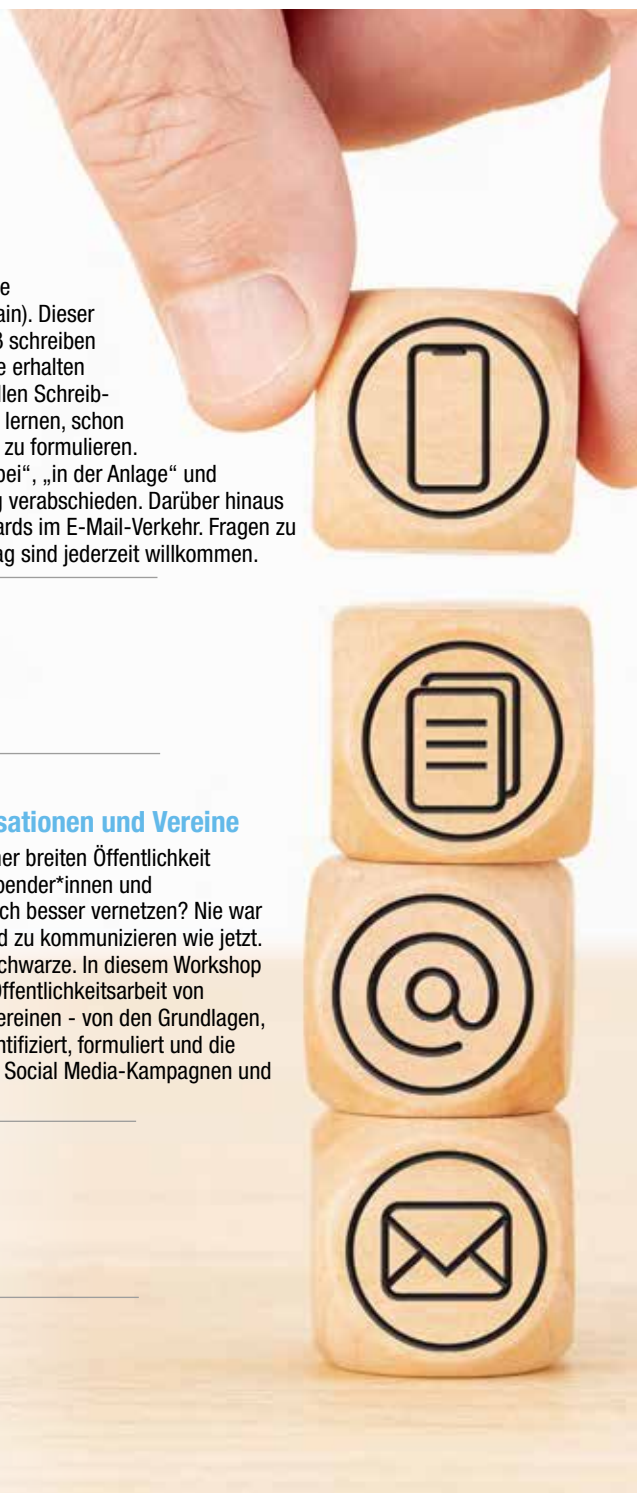 e
ain). Dieser
3 schreiben
e erhalten
llen Schreib-
lernen, schon
zu formulieren.
bei“, „in der Anlage“ und
g verabschieden. Darüber hinaus
ards im E-Mail-Verkehr. Fragen zu
ag sind jederzeit willkommen.
sationen und Vereine
ner breiten Öffentlichkeit
pender*innen und
ch besser vernetzen? Nie war
d zu kommunizieren wie jetzt.
chwarze. In diesem Workshop
Öffentlichkeitsarbeit von
ereinen - von den Grundlagen,
ntifiziert, formuliert und die
Social Media-Kampagnen und